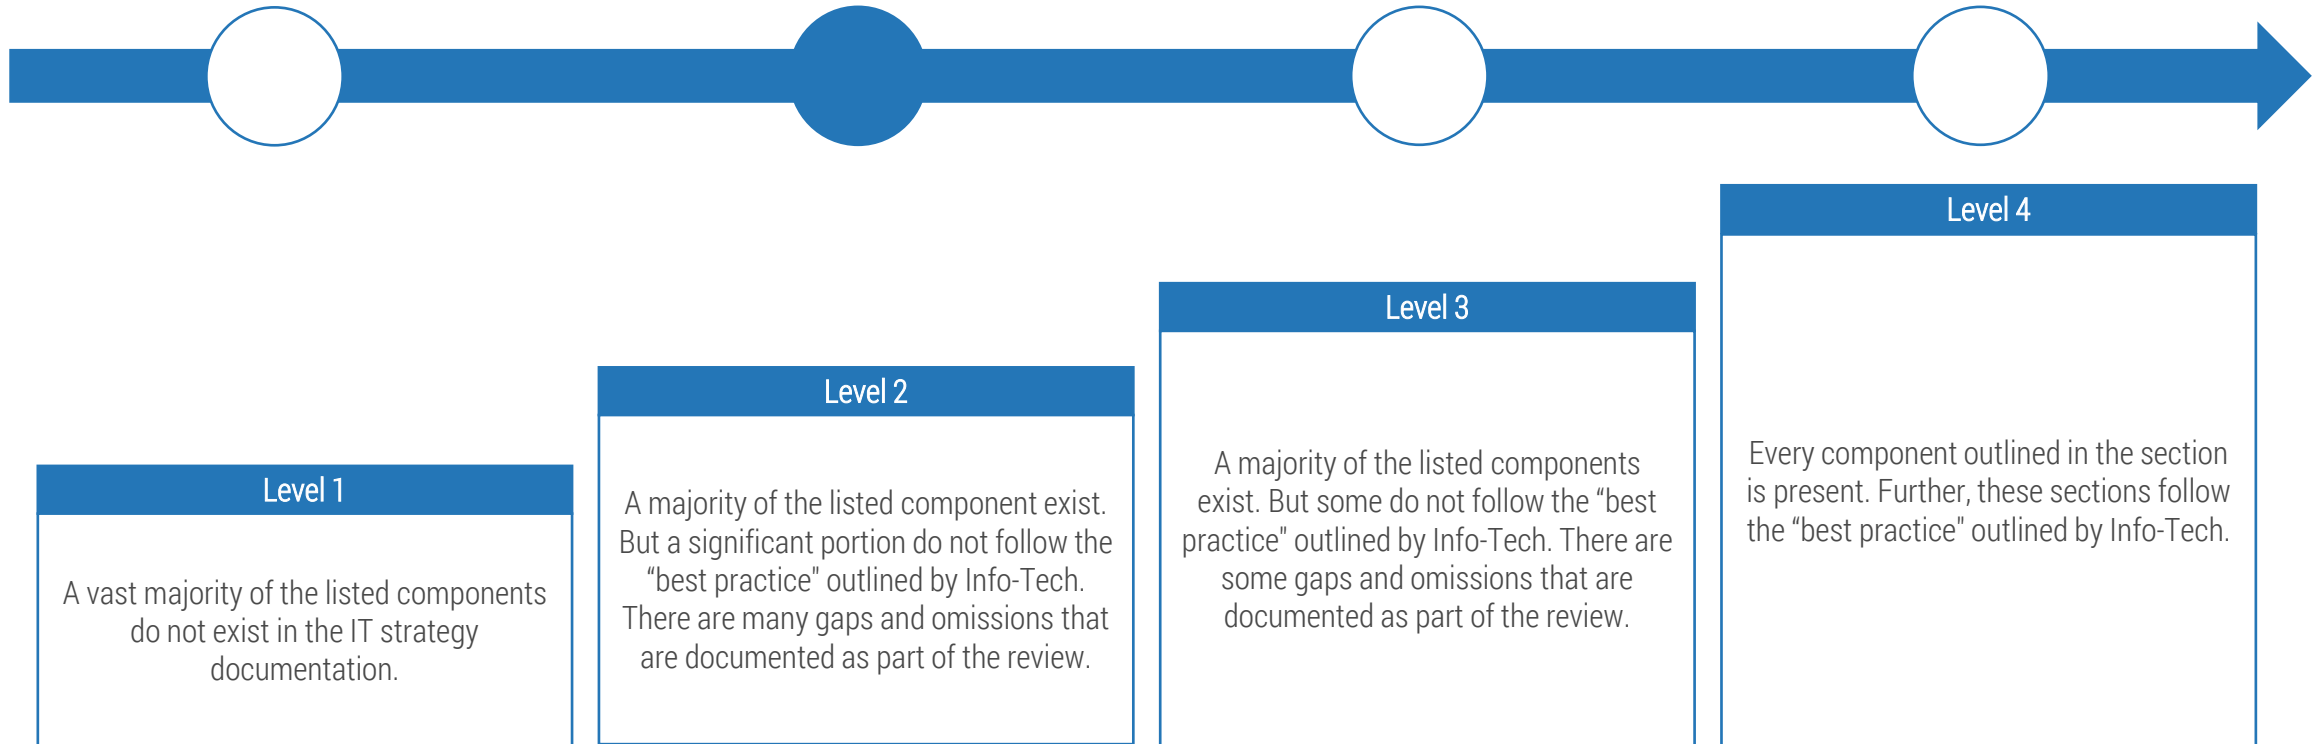 Level 1
A vast majority of the listed components
do not exist in the IT strategy
documentation.
Level 2
A majority of the listed component exist.
But a significant portion do not follow the
“best practice" outlined by Info-Tech.
There are many gaps and omissions that
are documented as part of the review.
Level 3
A majority of the listed components
exist. But some do not follow the “best
practice" outlined by Info-Tech. There are
some gaps and omissions that are
documented as part of the review.
Level 4
Every component outlined in the section
is present. Further, these sections follow
the “best practice" outlined by Info-Tech.